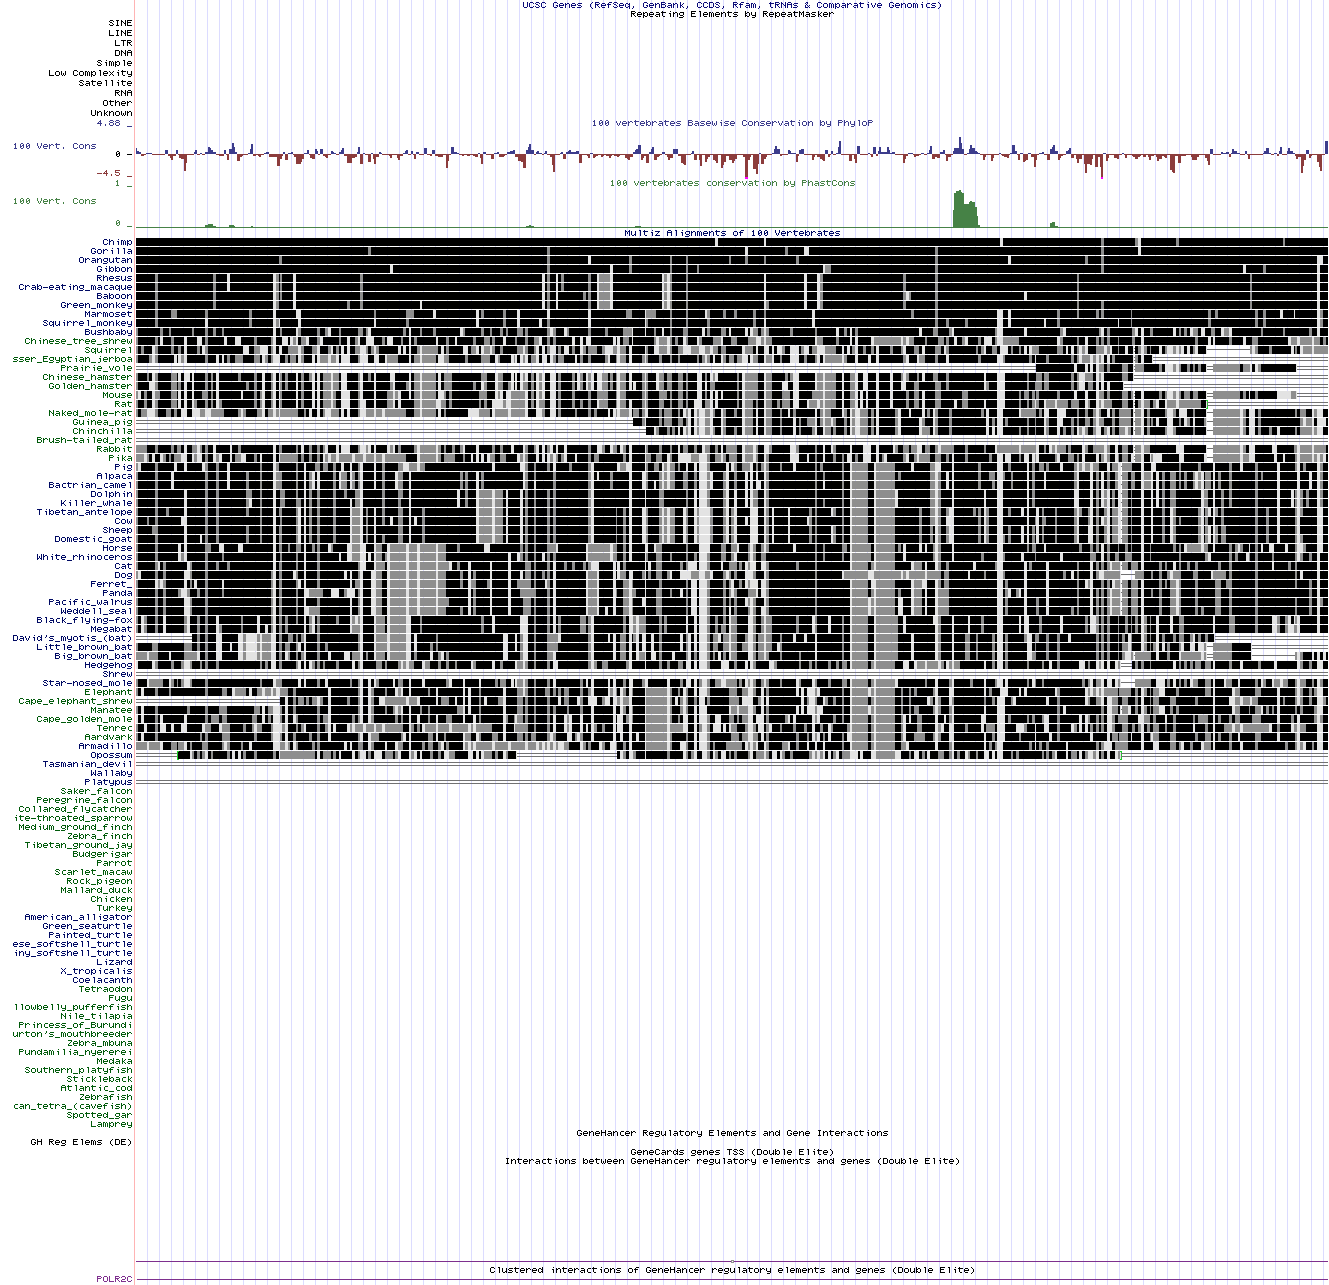 UCSC Genes (RefSeq, GenBank, CCDS, Rfam, tRNAs & Comparative Genomics)
Repeating Elements by RepeatMasker
SINE
LINE
LTR
DNA
Simple
Low Complexity
Satellite
RNA
Other
Unknown
4.88 _
100 vertebrates Basewise Conservation by PhyloP
100 Vert. Cons
0 _
-4.5 _
1 _
100 vertebrates conservation by PhastCons
100 Vert. Cons
0 _
Multiz Alignments of 100 Vertebrates
Chimp
Gorilla
Orangutan
Gibbon
Rhesus
Crab-eating_macaque
Baboon
Green_monkey
Marmoset
Squirrel_monkey
Bushbaby
Chinese_tree_shrew
Squirrel
sser_Egyptian_jerboa
Prairie_vole
Chinese_hamster
Golden_hamster
Mouse
Rat
Naked_mole-rat
Guinea_pig
Chinchilla
Brush-tailed_rat
Rabbit
Pika
Pig
Alpaca
Bactrian_camel
Dolphin
Killer_whale
Tibetan_antelope
Cow
Sheep
Domestic_goat
Horse
White_rhinoceros
Cat
Dog
Ferret_
Panda
Pacific_walrus
Weddell_seal
Black_flying-fox
Megabat
David's_myotis_(bat)
Little_brown_bat
Big_brown_bat
Hedgehog
Shrew
Star-nosed_mole
Elephant
Cape_elephant_shrew
Manatee
Cape_golden_mole
Tenrec
Aardvark
Armadillo
Opossum
Tasmanian_devil
Wallaby
Platypus
Saker_falcon
Peregrine_falcon
Collared_flycatcher
ite-throated_sparrow
Medium_ground_finch
Zebra_finch
Tibetan_ground_jay
Budgerigar
Parrot
Scarlet_macaw
Rock_pigeon
Mallard_duck
Chicken
Turkey
American_alligator
Green_seaturtle
Painted_turtle
ese_softshell_turtle
iny_softshell_turtle
Lizard
X_tropicalis
Coelacanth
Tetraodon
Fugu
llowbelly_pufferfish
Nile_tilapia
Princess_of_Burundi
urton's_mouthbreeder
Zebra_mbuna
Pundamilia_nyererei
Medaka
Southern_platyfish
Stickleback
Atlantic_cod
Zebrafish
can_tetra_(cavefish)
Spotted_gar
Lamprey
GeneHancer Regulatory Elements and Gene Interactions
GH Reg Elems (DE)
GeneCards genes TSS (Double Elite)
Interactions between GeneHancer regulatory elements and genes (Double Elite)
Clustered interactions of GeneHancer regulatory elements and genes (Double Elite)
POLR2C